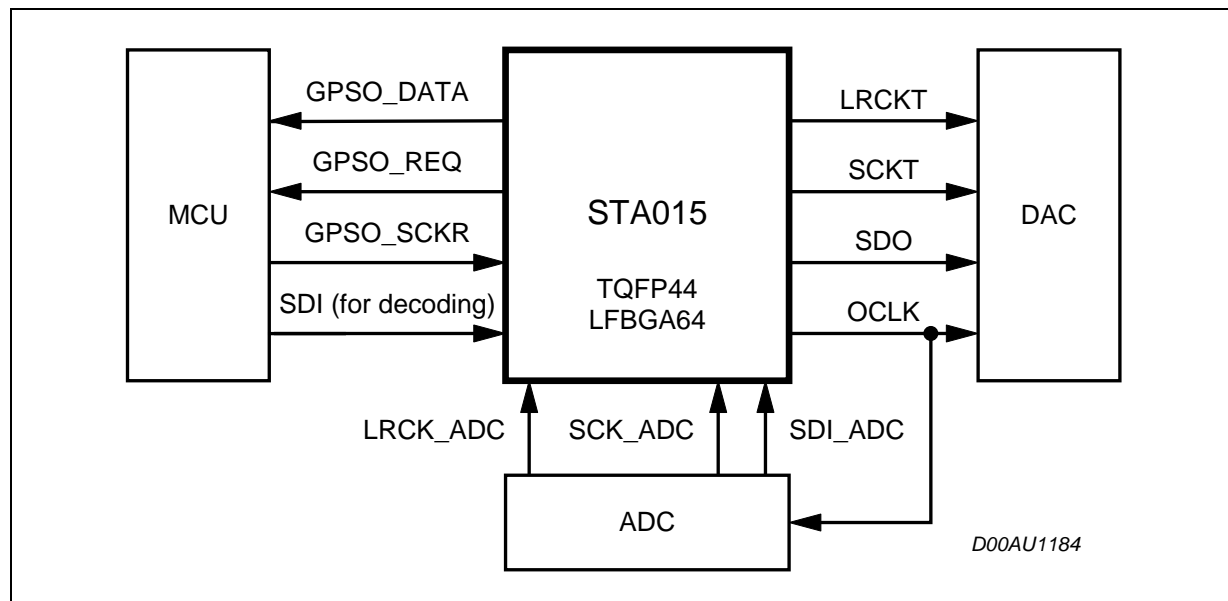 GPSO_DATA
GPSO_REQ
GPSO_SCKR
SDI (for decoding)
MCU
STA015
TQFP44
LFBGA64
LRCKT
SCKT
SDO
OCLK
DAC
LRCK_ADC
SCK_ADC
SDI_ADC
ADC
D00AU1184